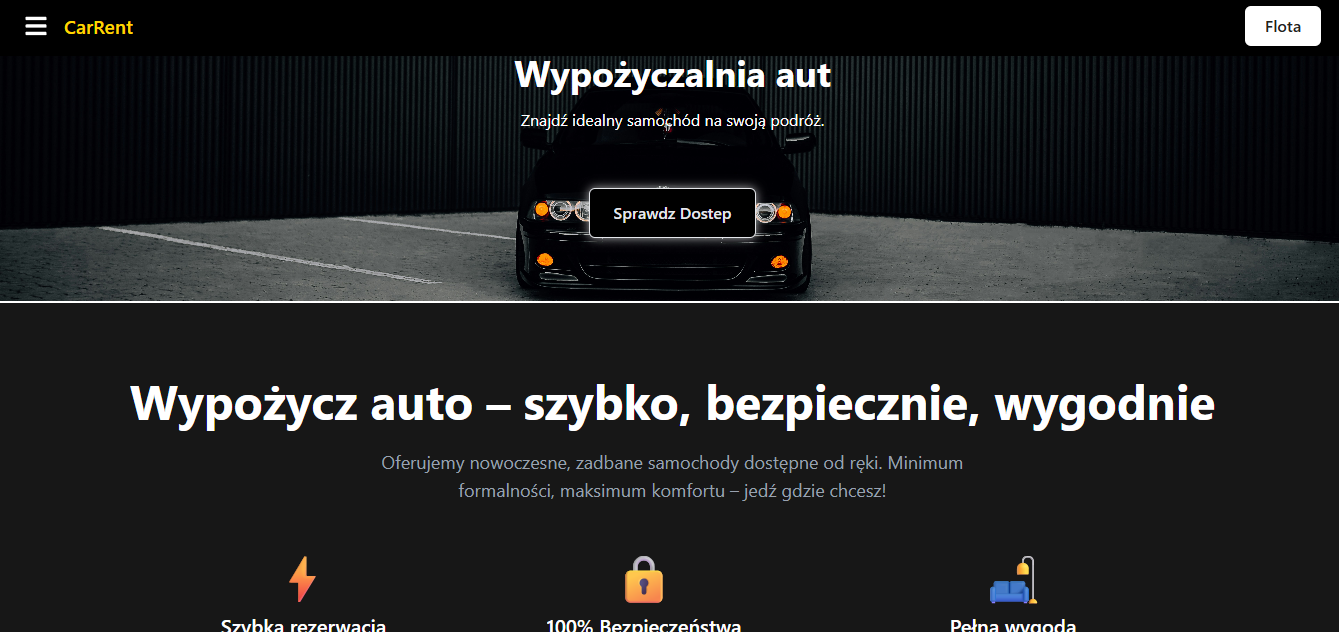 CarRent
Flota
Wypożyczalnia aut
Znajdź idealny samochód na swoją podróż.
Sprawdz Dostep
Wypożycz auto – szybko, bezpiecznie, wygodnie
Oferujemy nowoczesne, zadbane samochody dostępne od ręki. Minimum
formalności, maksimum komfortu – jedź gdzie chcesz!
Szybka rezerwacja
100% Bezpieczeństwa
Pełna wygoda